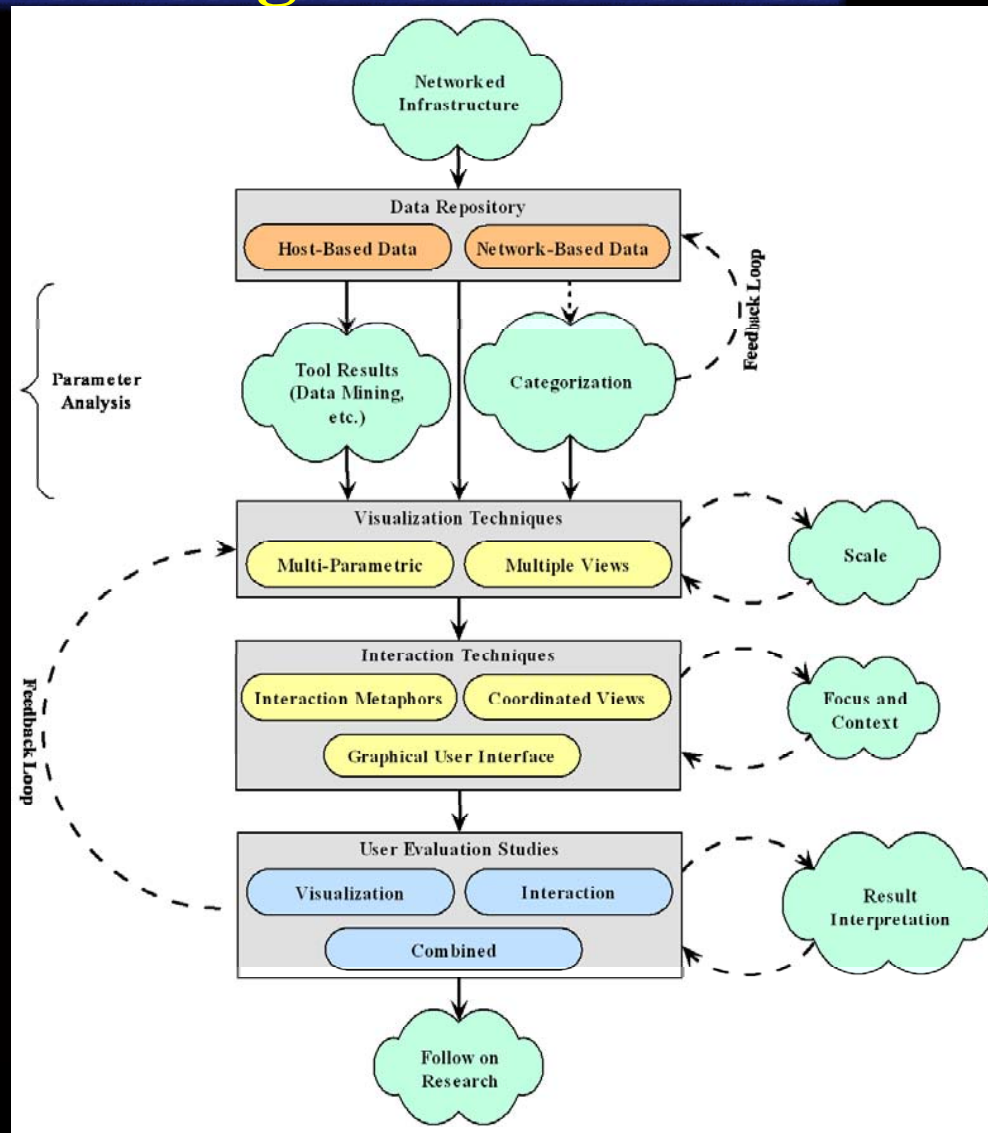 Networked
Infrastructure
Data Repository
Host-Based Data
Network-Based Data
Feedback Loop
Parameter
Analysis
Tool Results
(Data Mining,
etc.)
Categorization
Visualization Techniques
Multi-Parametric
Multiple Views
Scale
Interaction Techniques
Interaction Metaphors
Coordinated Views
Graphical User Interface
Focus and
Context
Feedback Loop
User Evaluation Studies
Visualization
Interaction
Combined
Result
Interpretation
Follow on
Research